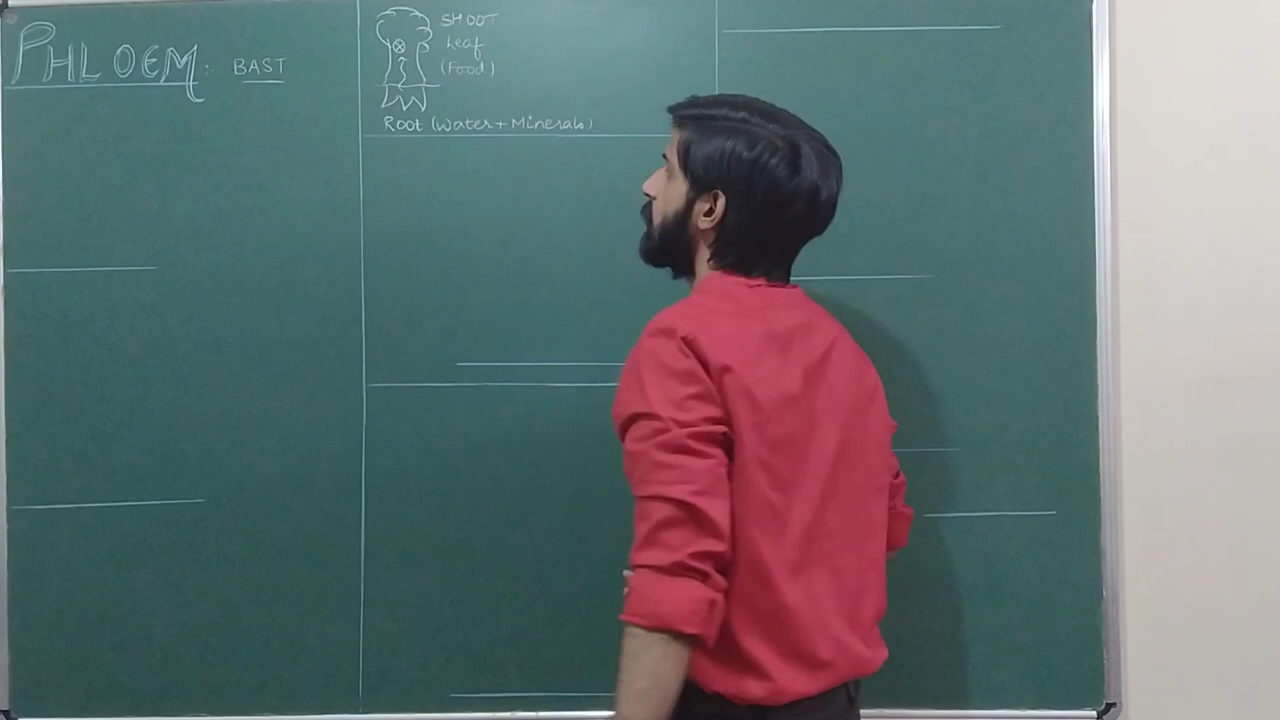 PHLOEM: BAST
SHOOT
Leaf
(Food)
Root (Water + Minerals)